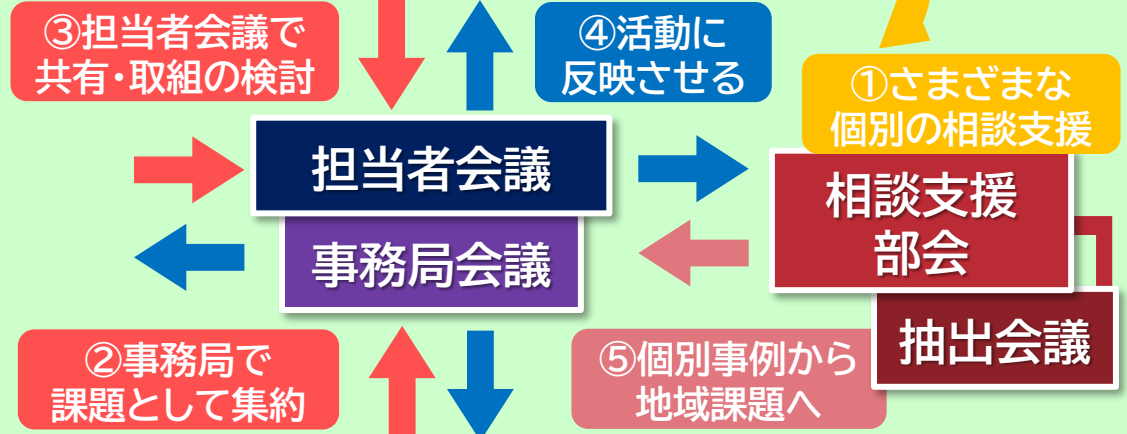 ③担当者会議で
共有・取組の検討
④活動に
反映させる
①さまざまな
個別の相談支援
担当者会議
事務局会議
相談支援
部会
抽出会議
②事務局で
課題として集約
⑤個別事例から
地域課題へ